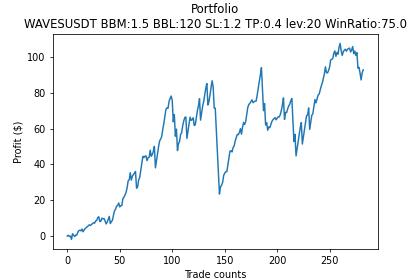 Portfolio
WAVESUSDT BBM:1.5 BBL:120 SL:1.2 TP:0.4 lev:20 WinRatio:75.0
100
80
60
40
20
0
Profit ($)
0 50 100 150 200 250
Trade counts